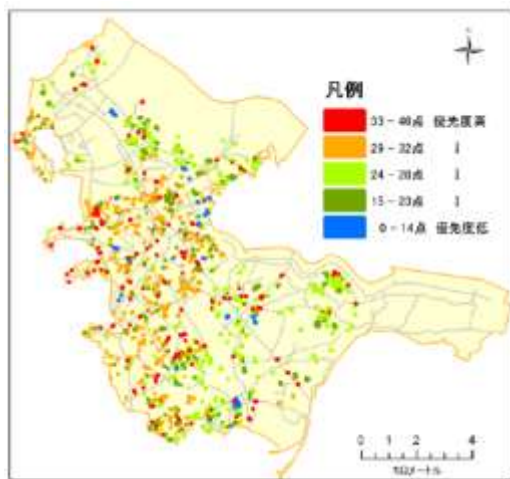 N
凡例
33-40点 優先度高
29-32点 ↓
24-28点 ↓
15-23点 ↓
0-14点 優先度低
0 1 2 4
キロメートル